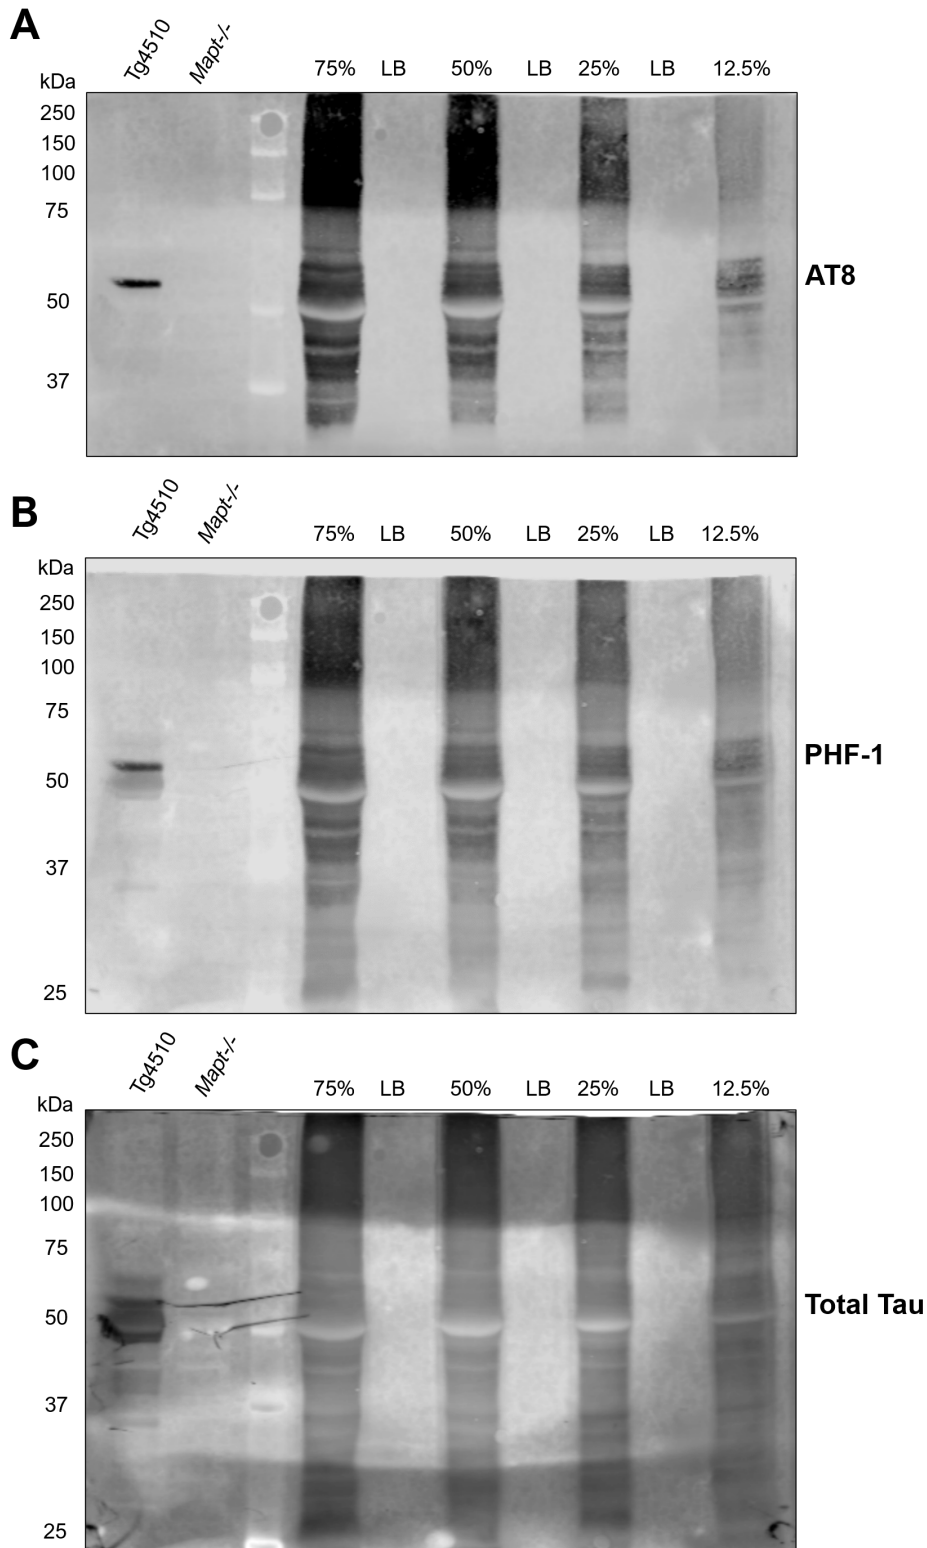 A
Tg4510 Mapt-/-
kDa 75% LB 50% LB 25% LB 12.5%
250
150
100
75
50
37
AT8
B
Tg4510 Mapt-/-
75% LB 50% LB 25% LB 12.5%
kDa
250
150
100
75
50
37
25
PHF-1
C
Tg4510 Mapt-/-
75% LB 50% LB 25% LB 12.5%
kDa
250
150
100
75
50
37
25
Total Tau